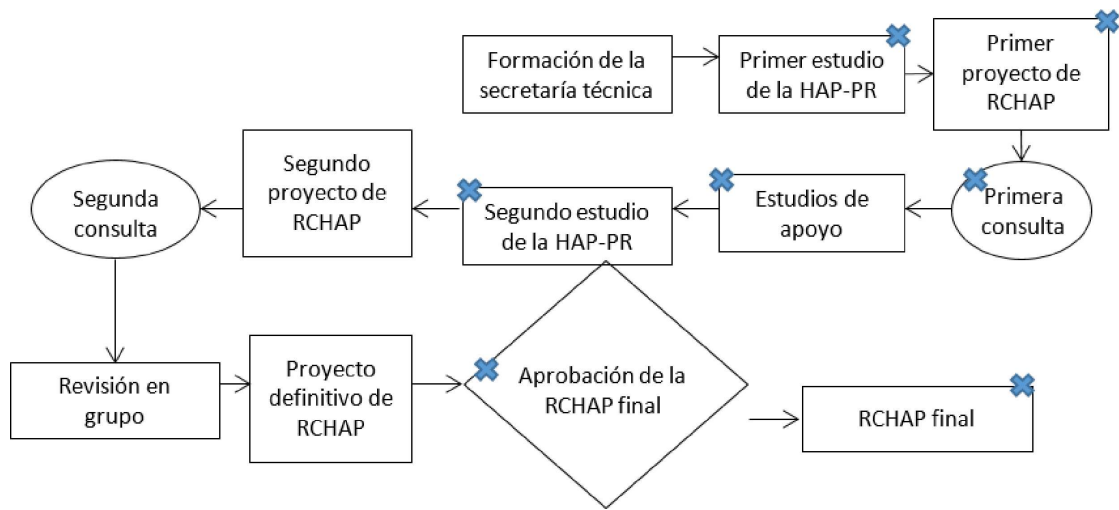 Formación de la
secretaría técnica
Primer estudio
de la HAP-PR
Primer
proyecto de
RCHAP
Primera
consulta
Estudios de
apoyo
Segundo estudio
de la HAP-PR
Segundo
proyecto de
RCHAP
Segunda
consulta
Revisión en
grupo
Proyecto
definitivo de
RCHAP
Aprobación de la
RCHAP final
RCHAP final